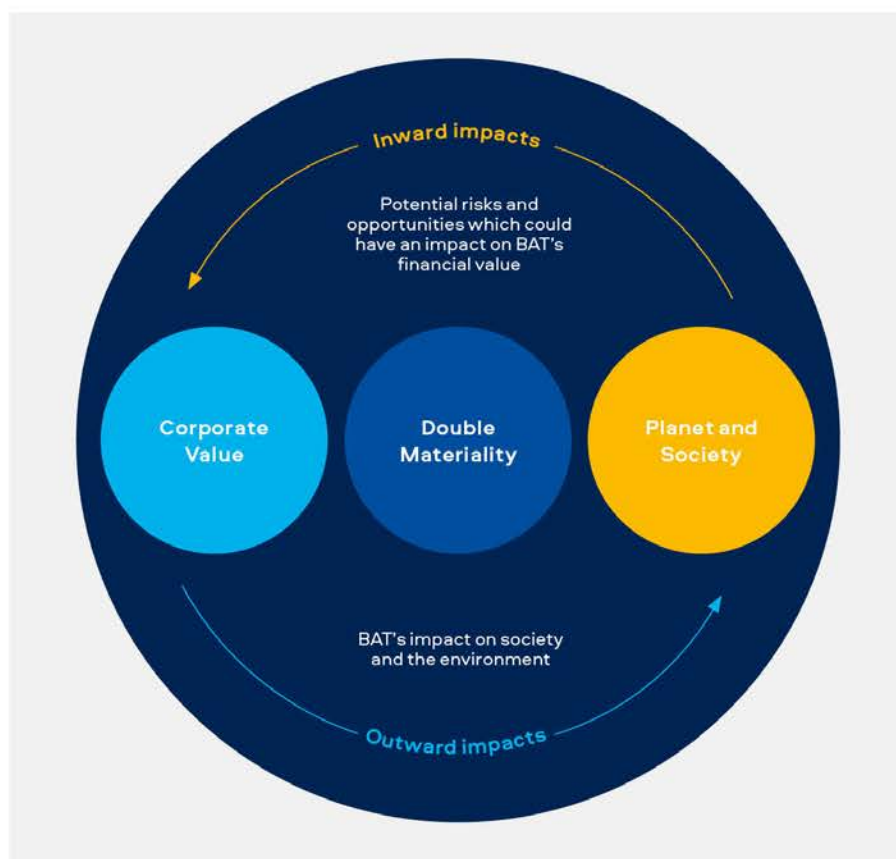 Inward impacts
Potential risks and
opportunities which could
have an impact on BAT's
financial value
Corporate
Value
Double
Materiality
Planet and
Society
BAT's impact on society
and the environment
Outward impacts